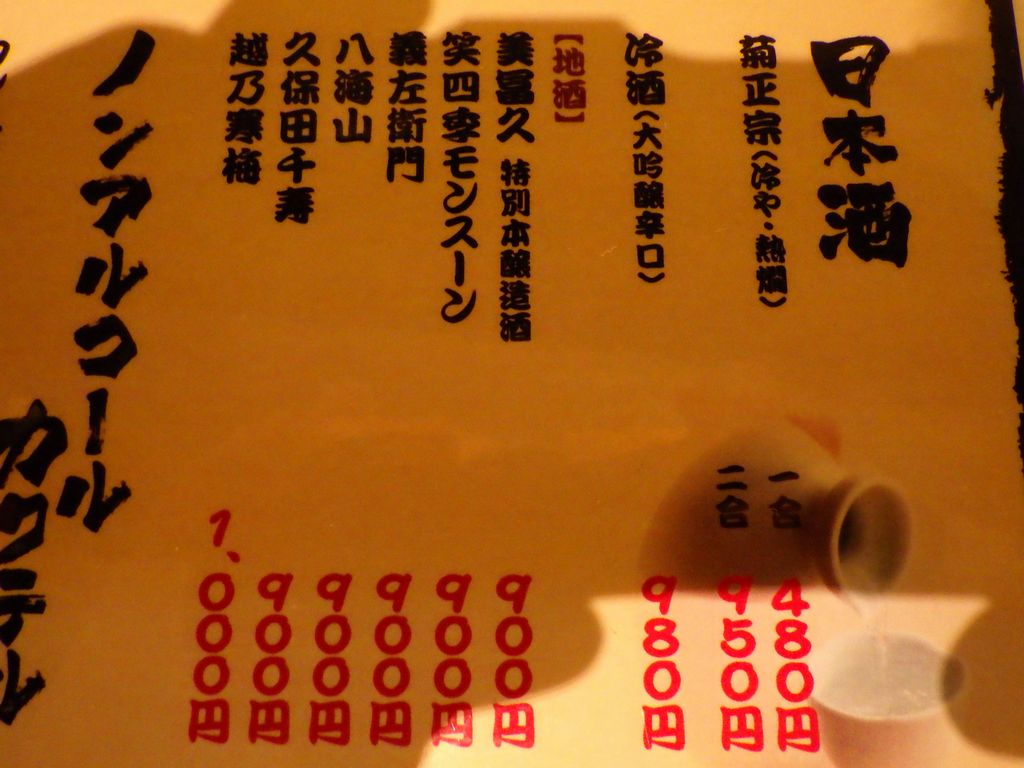 日本酒
菊正宗(冷や・熱燗)
一合 480円
二合 950円
冷酒(大吟醸辛口) 980円
【地酒】
美冨久 特別本醸造酒 900円
笑四季モンスーン 900円
義左衛門 900円
八海山 900円
久保田千寿 900円
越乃寒梅 1,000円
ノンアルコール
カクテル